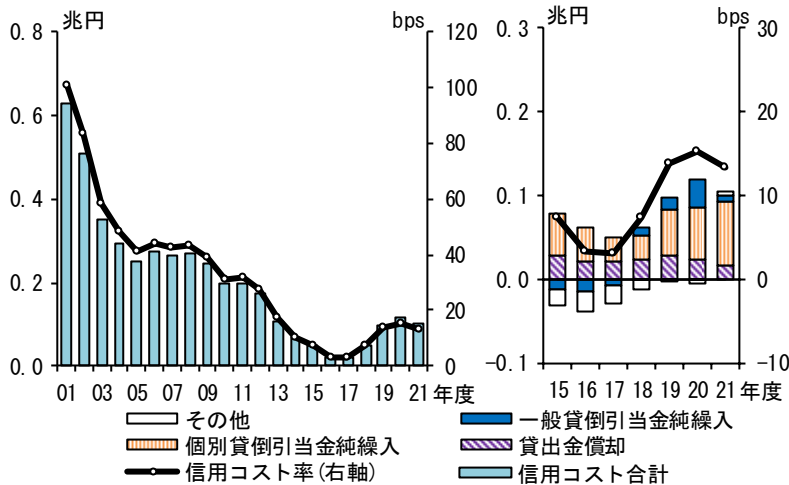 兆円 bps
0.8 120
100
0.6
80
0.4 60
40
0.2
20
0.0 0
01 03 05 07 09 11 13 15 17 19 21 年度
兆円 bps
0.3 30
0.2 20
0.1 10
0.0 0
-0.1 -10
15 16 17 18 19 20 21 年度
その他 一般貸倒引当金純繰入
個別貸倒引当金純繰入 貸出金償却
信用コスト率(右軸) 信用コスト合計